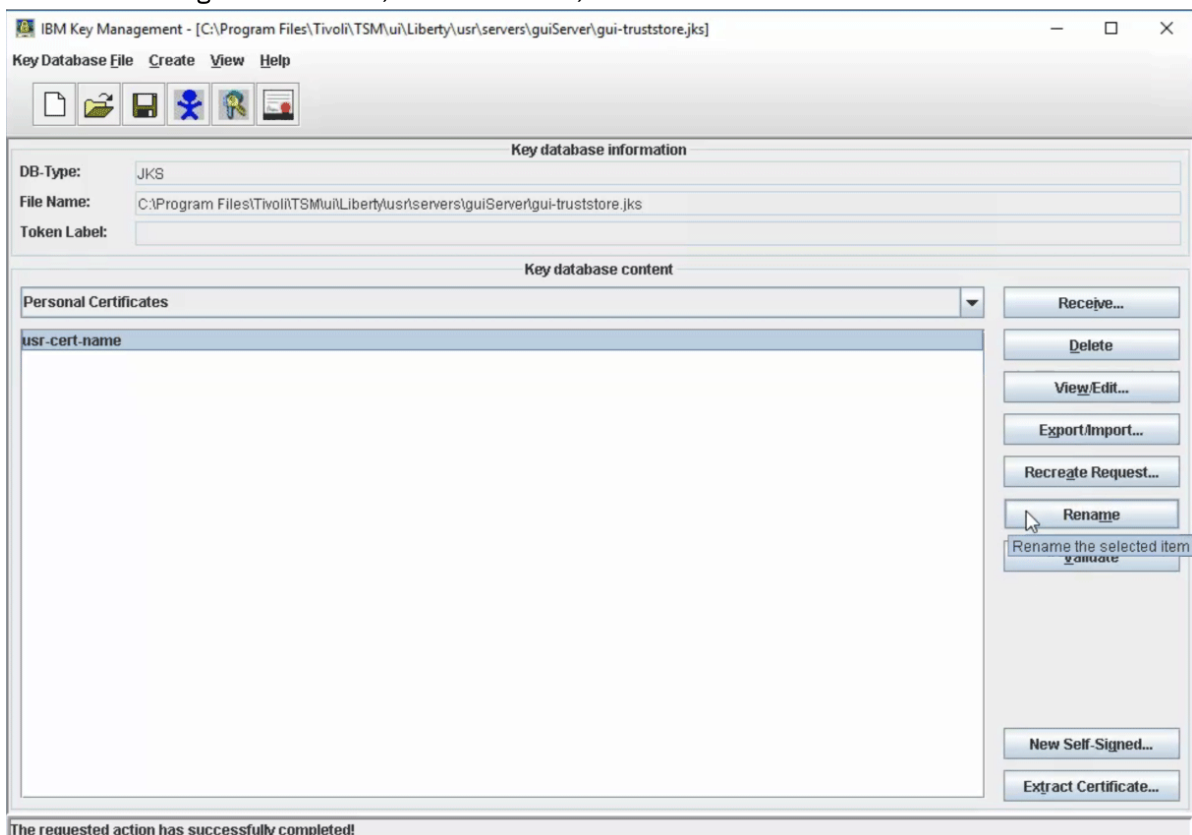 IBM Key Management - [C:\Program Files\Tivoli\TSM\ui\Liberty\usr\servers\guiServer\gui-truststore.jks]
Key Database File Create View Help
Key database information
DB-Type: JKS
File Name: C:\Program Files\Tivoli\TSM\ui\Liberty\usr\servers\guiServer\gui-truststore.jks
Token Label:
Key database content
Personal Certificates
Receive...
usr-cert-name
Delete
View/Edit...
Export/Import...
Recreate Request...
Rename
Rename the selected item
Validate
New Self-Signed...
Extract Certificate...
The requested action has successfully completed!